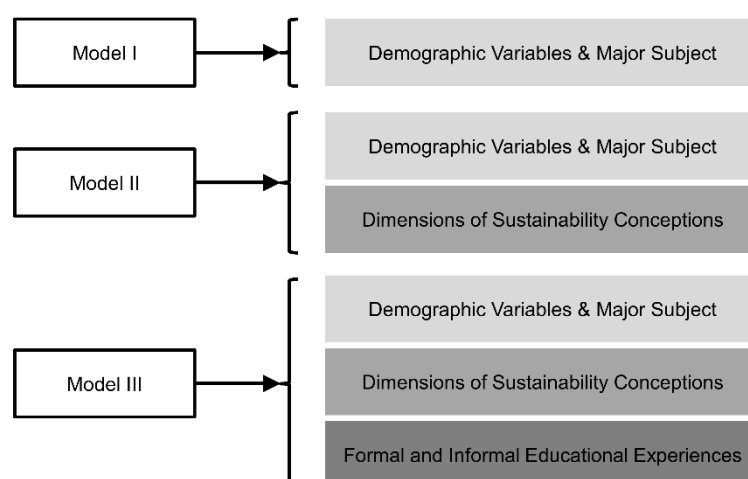 Model I
Demographic Variables & Major Subject
Model II
Demographic Variables & Major Subject
Dimensions of Sustainability Conceptions
Model III
Demographic Variables & Major Subject
Dimensions of Sustainability Conceptions
Formal and Informal Educational Experiences